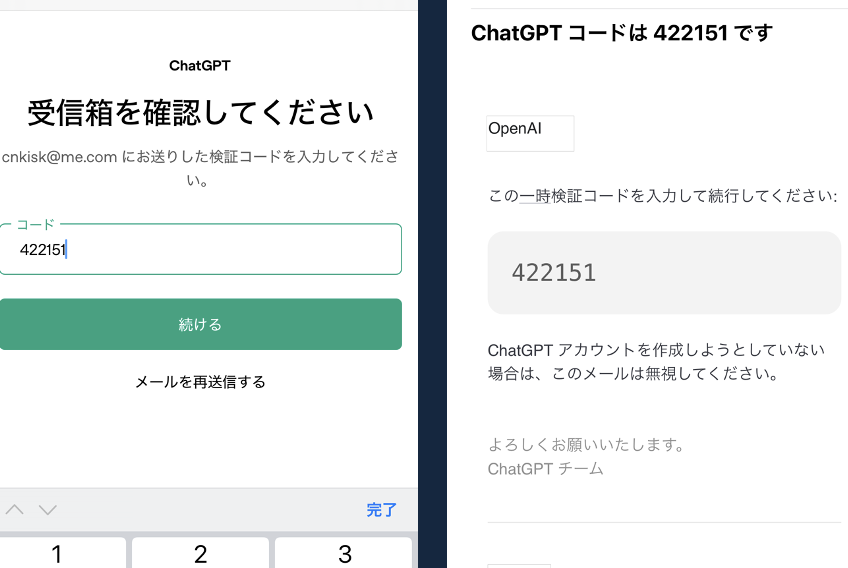 ChatGPT
受信箱を確認してください
cnkisk@me.com にお送りした検証コードを入力してくださ
い。
コード
422151
続ける
メールを再送信する
完了
1 2 3
ChatGPT コードは 422151 です
OpenAI
この一時検証コードを入力して続行してください:
422151
ChatGPT アカウントを作成しようとしていない
場合は、このメールは無視してください。
よろしくお願いいたします。
ChatGPT チーム